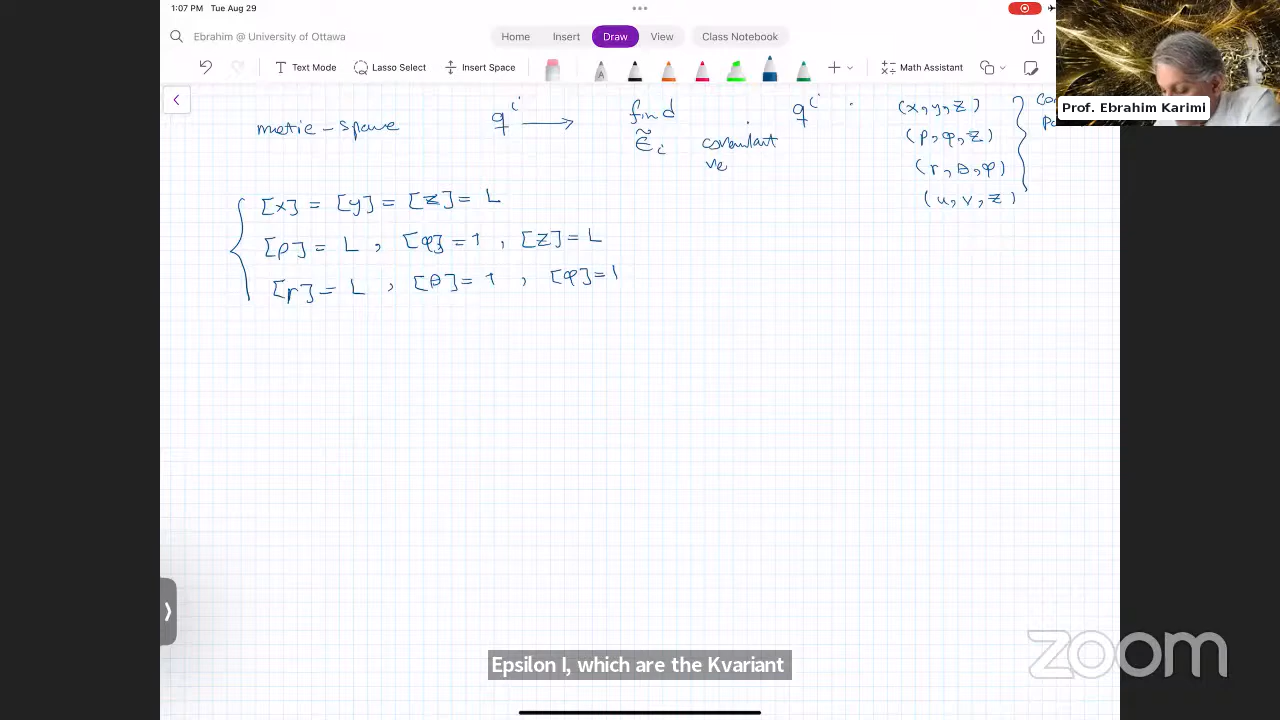 1:07 PM Tue Aug 29
Ebrahim @ University of Ottawa
Home Insert Draw View Class Notebook
Text Mode Lasso Select Insert Space Math Assistant
Prof. Ebrahim Karimi
metric-space q^i ⟶ find q^i . (x,y,z)
ε̃_i covariant (ρ,φ,z)
ve (r,θ,φ)
(u,v,z)
[x] = [y] = [z] = L
[ρ] = L , [φ] = 1 , [z] = L
[r] = L , [θ] = 1 , [φ] = 1
Epsilon I, which are the Kvariant
zoom